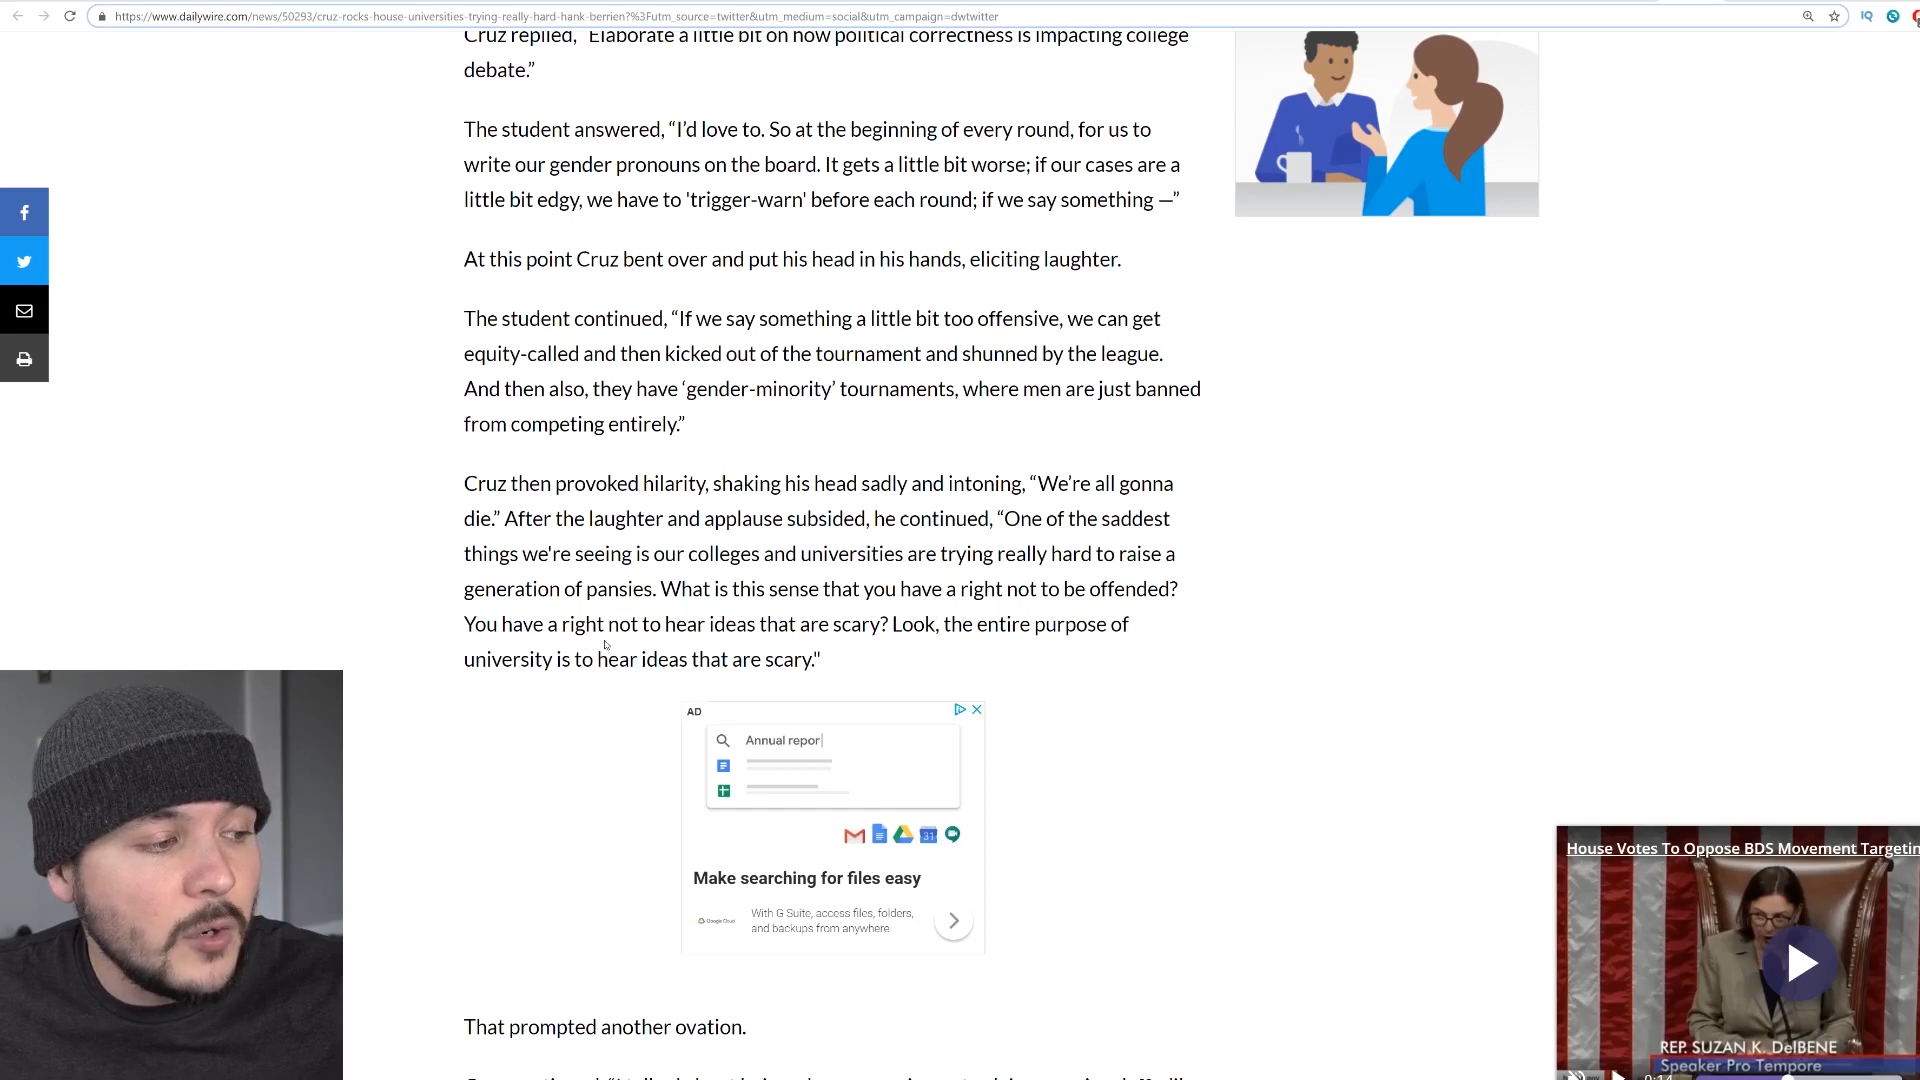 https://www.dailywire.com/news/50293/cruz-rocks-house-universities-trying-really-hard-hank-berrien?%3Futm_source=twitter&utm_medium=social&utm_campaign=dwtwitter
Cruz replied, “Elaborate a little bit on how political correctness is impacting college
debate.”
The student answered, “I’d love to. So at the beginning of every round, for us to
write our gender pronouns on the board. It gets a little bit worse; if our cases are a
little bit edgy, we have to 'trigger-warn' before each round; if we say something —”
At this point Cruz bent over and put his head in his hands, eliciting laughter.
The student continued, “If we say something a little bit too offensive, we can get
equity-called and then kicked out of the tournament and shunned by the league.
And then also, they have ‘gender-minority’ tournaments, where men are just banned
from competing entirely.”
Cruz then provoked hilarity, shaking his head sadly and intoning, “We’re all gonna
die.” After the laughter and applause subsided, he continued, “One of the saddest
things we're seeing is our colleges and universities are trying really hard to raise a
generation of pansies. What is this sense that you have a right not to be offended?
You have a right not to hear ideas that are scary? Look, the entire purpose of
university is to hear ideas that are scary."
AD
Annual repor
31
Make searching for files easy
Google Cloud
With G Suite, access files, folders,
and backups from anywhere
That prompted another ovation.
House Votes To Oppose BDS Movement Targetin
REP. SUZAN K. DelBENE
Speaker Pro Tempore
0:14